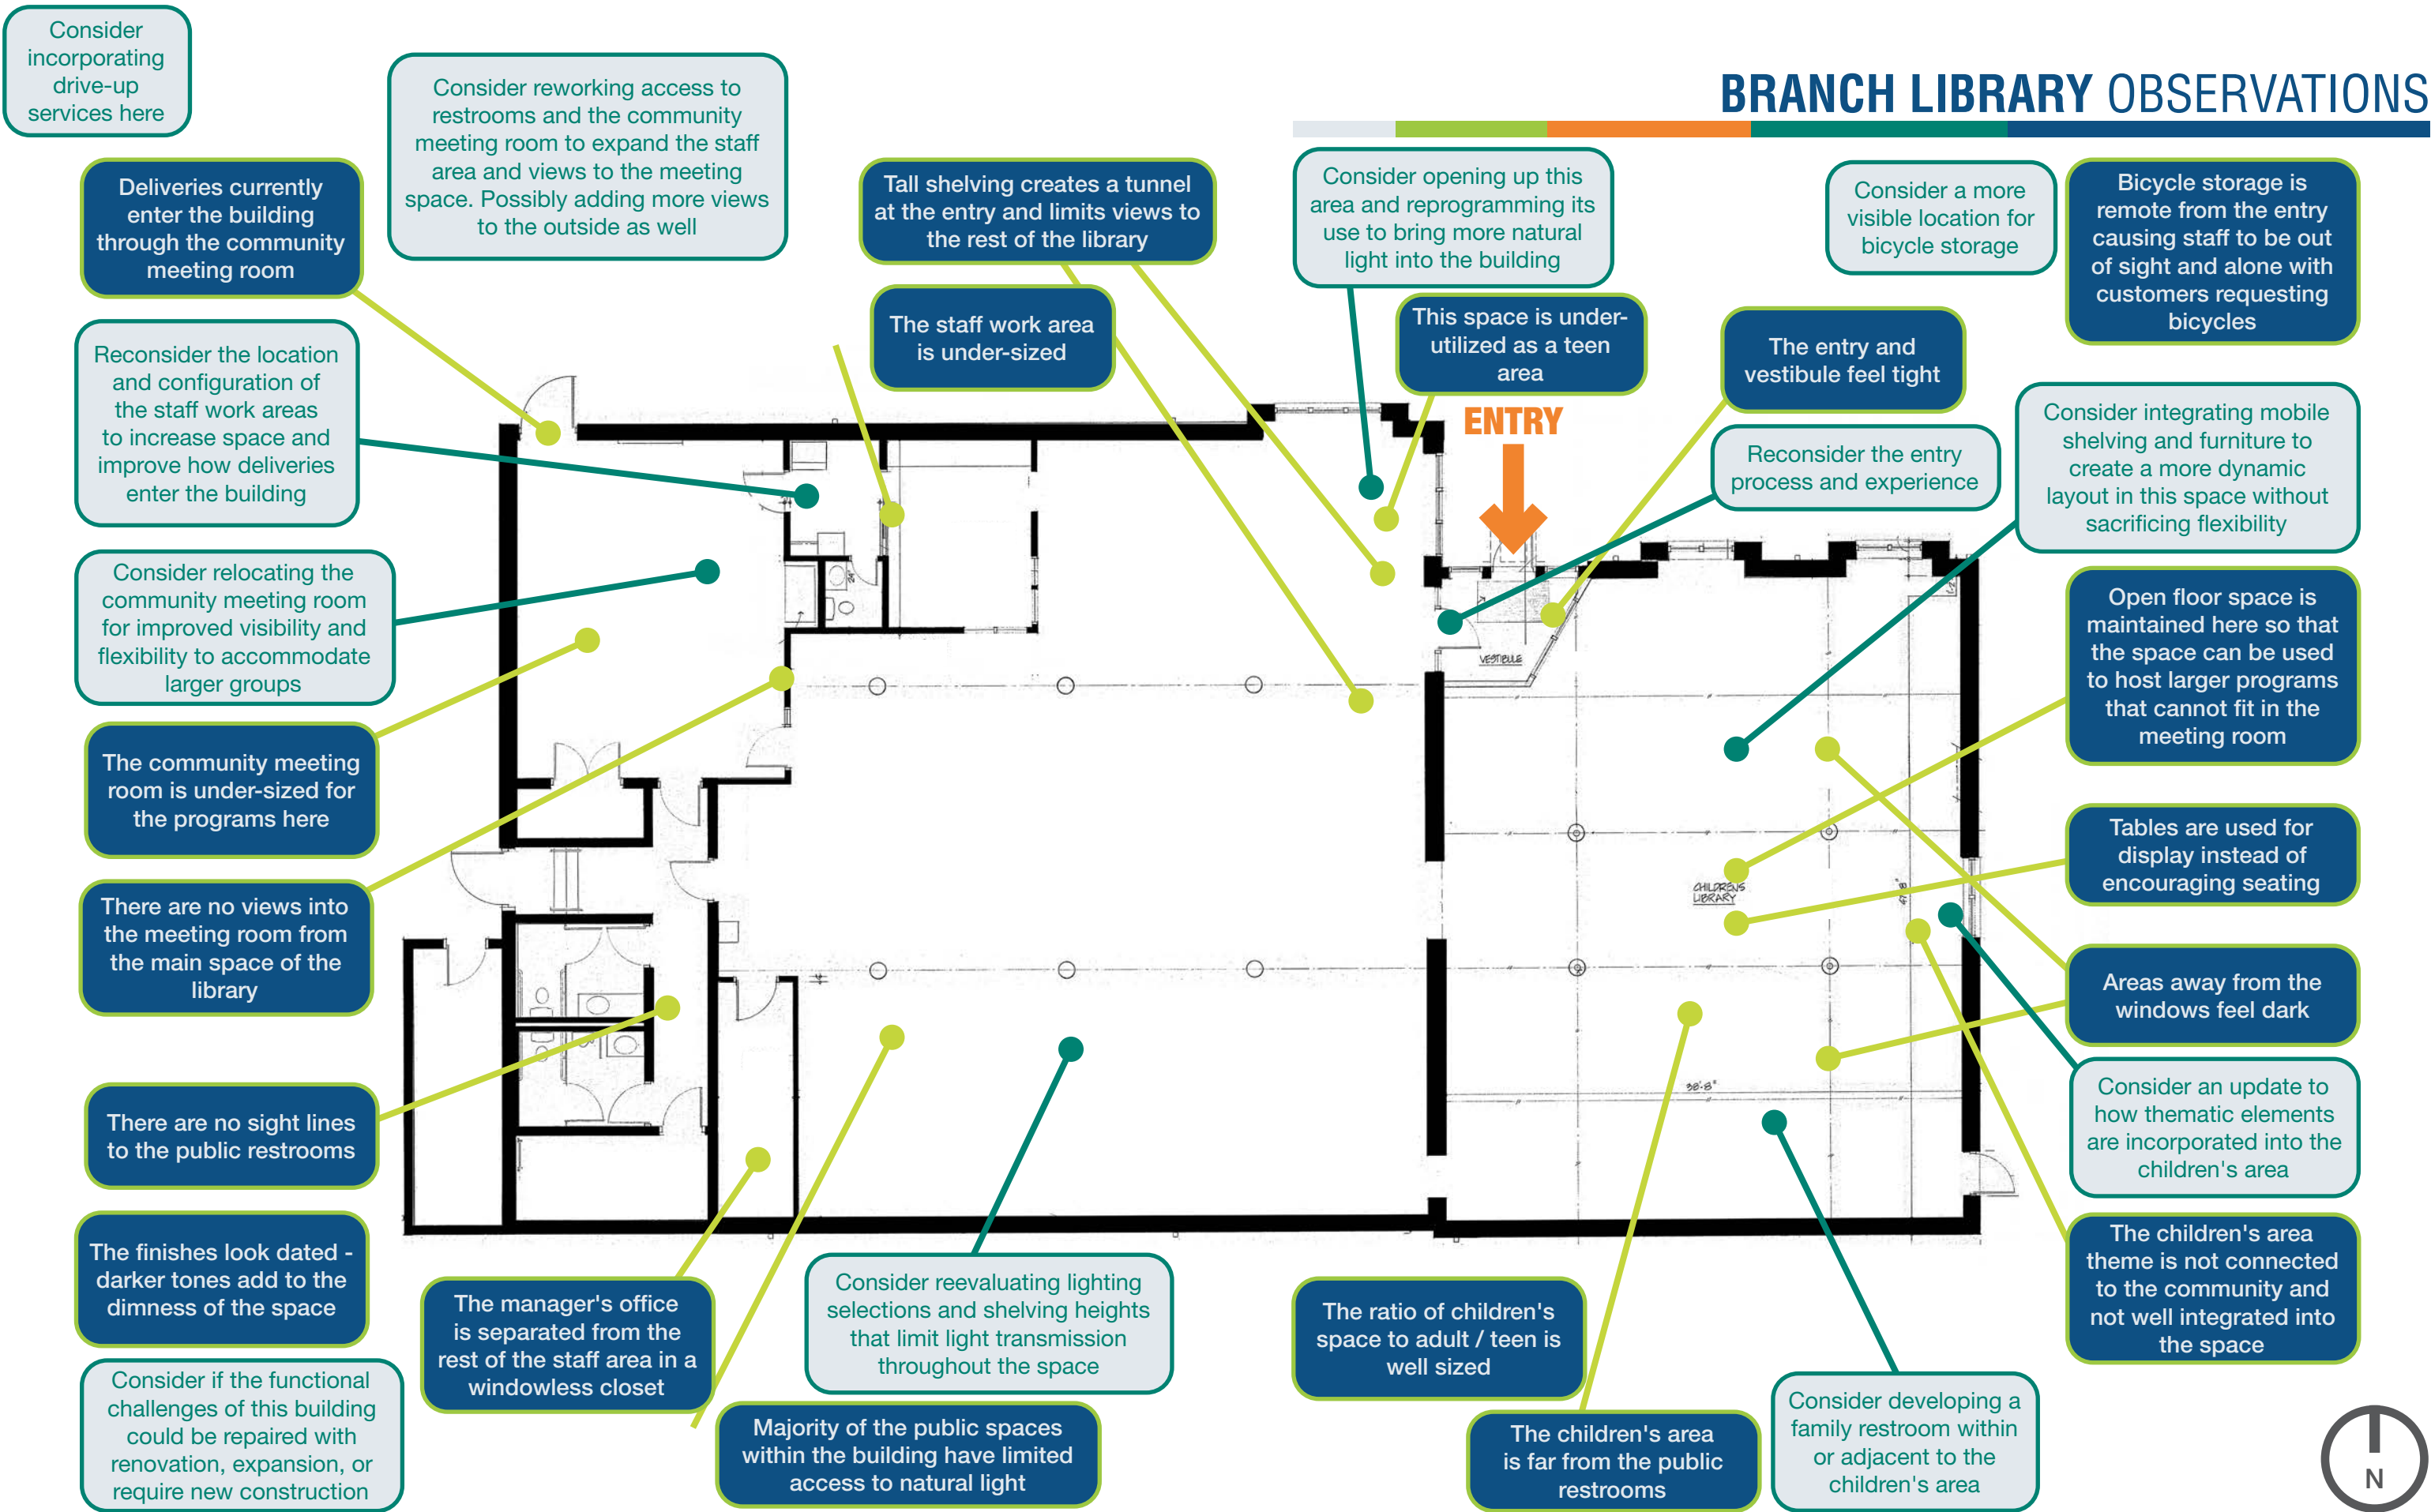 Consider
incorporating
drive-up
services here
BRANCH LIBRARY OBSERVATIONS
Consider reworking access to
restrooms and the community
meeting room to expand the staff
area and views to the meeting
space. Possibly adding more views
to the outside as well
Deliveries currently
enter the building
through the community
meeting room
Tall shelving creates a tunnel
at the entry and limits views to
the rest of the library
Consider opening up this
area and reprogramming its
use to bring more natural
light into the building
Consider a more
visible location for
bicycle storage
Bicycle storage is
remote from the entry
causing staff to be out
of sight and alone with
customers requesting
bicycles
The staff work area
is under-sized
This space is under-
utilized as a teen
area
The entry and
vestibule feel tight
Reconsider the location
and configuration of
the staff work areas
to increase space and
improve how deliveries
enter the building
ENTRY
Reconsider the entry
process and experience
Consider integrating mobile
shelving and furniture to
create a more dynamic
layout in this space without
sacrificing flexibility
Consider relocating the
community meeting room
for improved visibility and
flexibility to accommodate
larger groups
24"
VESTIBULE
Open floor space is
maintained here so that
the space can be used
to host larger programs
that cannot fit in the
meeting room
The community meeting
room is under-sized for
the programs here
Tables are used for
display instead of
encouraging seating
CHILDRENS
LIBRARY
There are no views into
the meeting room from
the main space of the
library
Areas away from the
windows feel dark
38'-8"
There are no sight lines
to the public restrooms
Consider an update to
how thematic elements
are incorporated into the
children's area
The finishes look dated -
darker tones add to the
dimness of the space
The manager's office
is separated from the
rest of the staff area in a
windowless closet
Consider reevaluating lighting
selections and shelving heights
that limit light transmission
throughout the space
The ratio of children's
space to adult / teen is
well sized
The children's area
theme is not connected
to the community and
not well integrated into
the space
Consider if the functional
challenges of this building
could be repaired with
renovation, expansion, or
require new construction
Majority of the public spaces
within the building have limited
access to natural light
The children's area
is far from the public
restrooms
Consider developing a
family restroom within
or adjacent to the
children's area
N